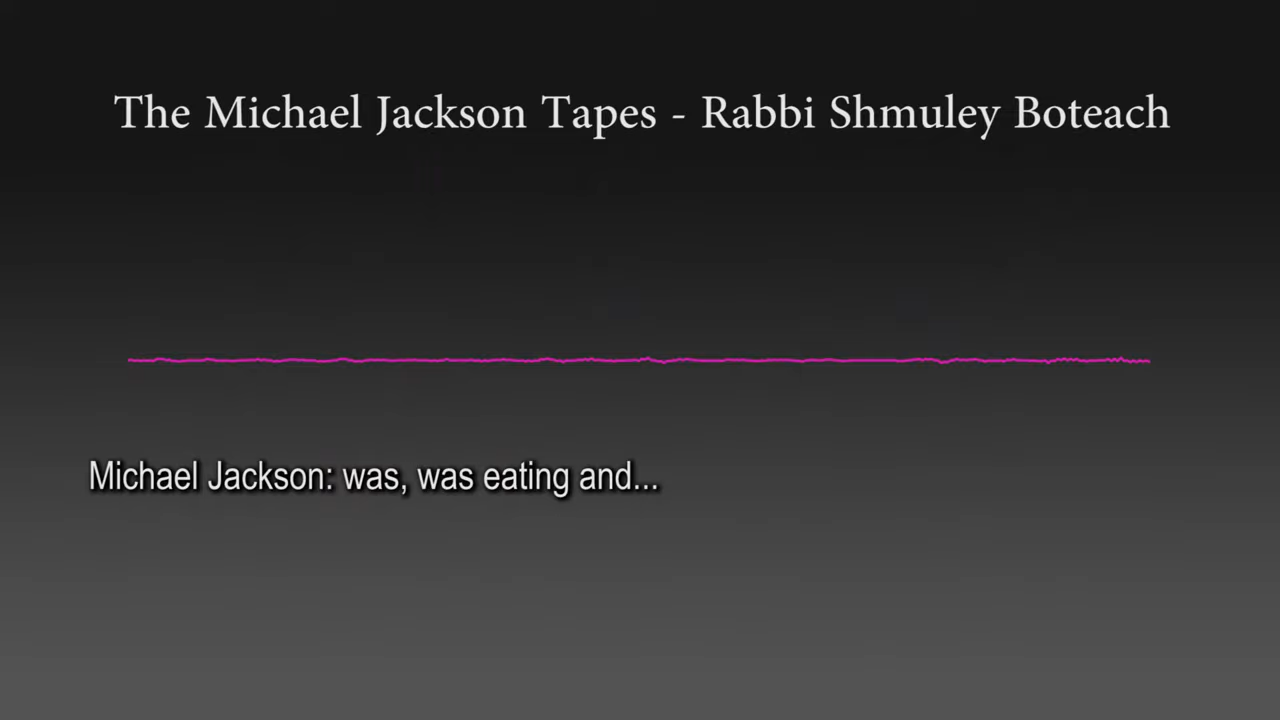 The Michael Jackson Tapes - Rabbi Shmuley Boteach
Michael Jackson: was, was eating and...